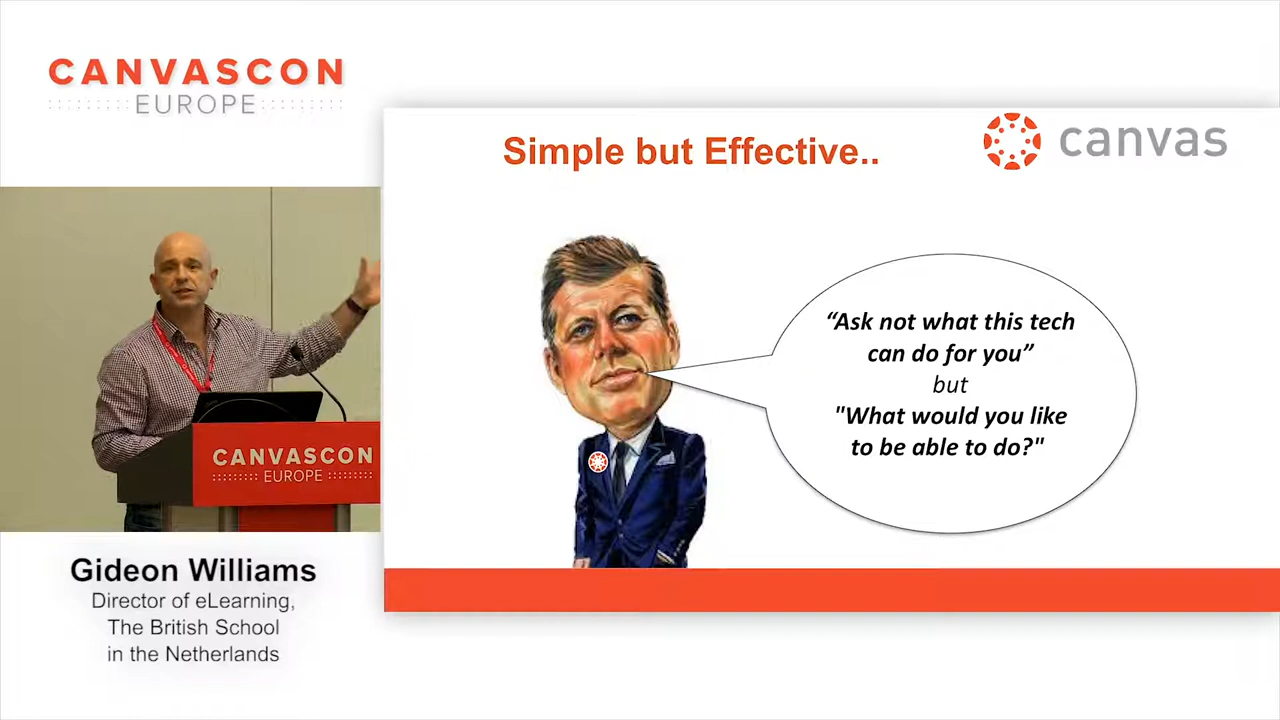 CANVASCON
EUROPE
Simple but Effective..
canvas
“Ask not what this tech
can do for you”
but
"What would you like
to be able to do?"
CANVASCON
EUROPE
Gideon Williams
Director of eLearning,
The British School
in the Netherlands